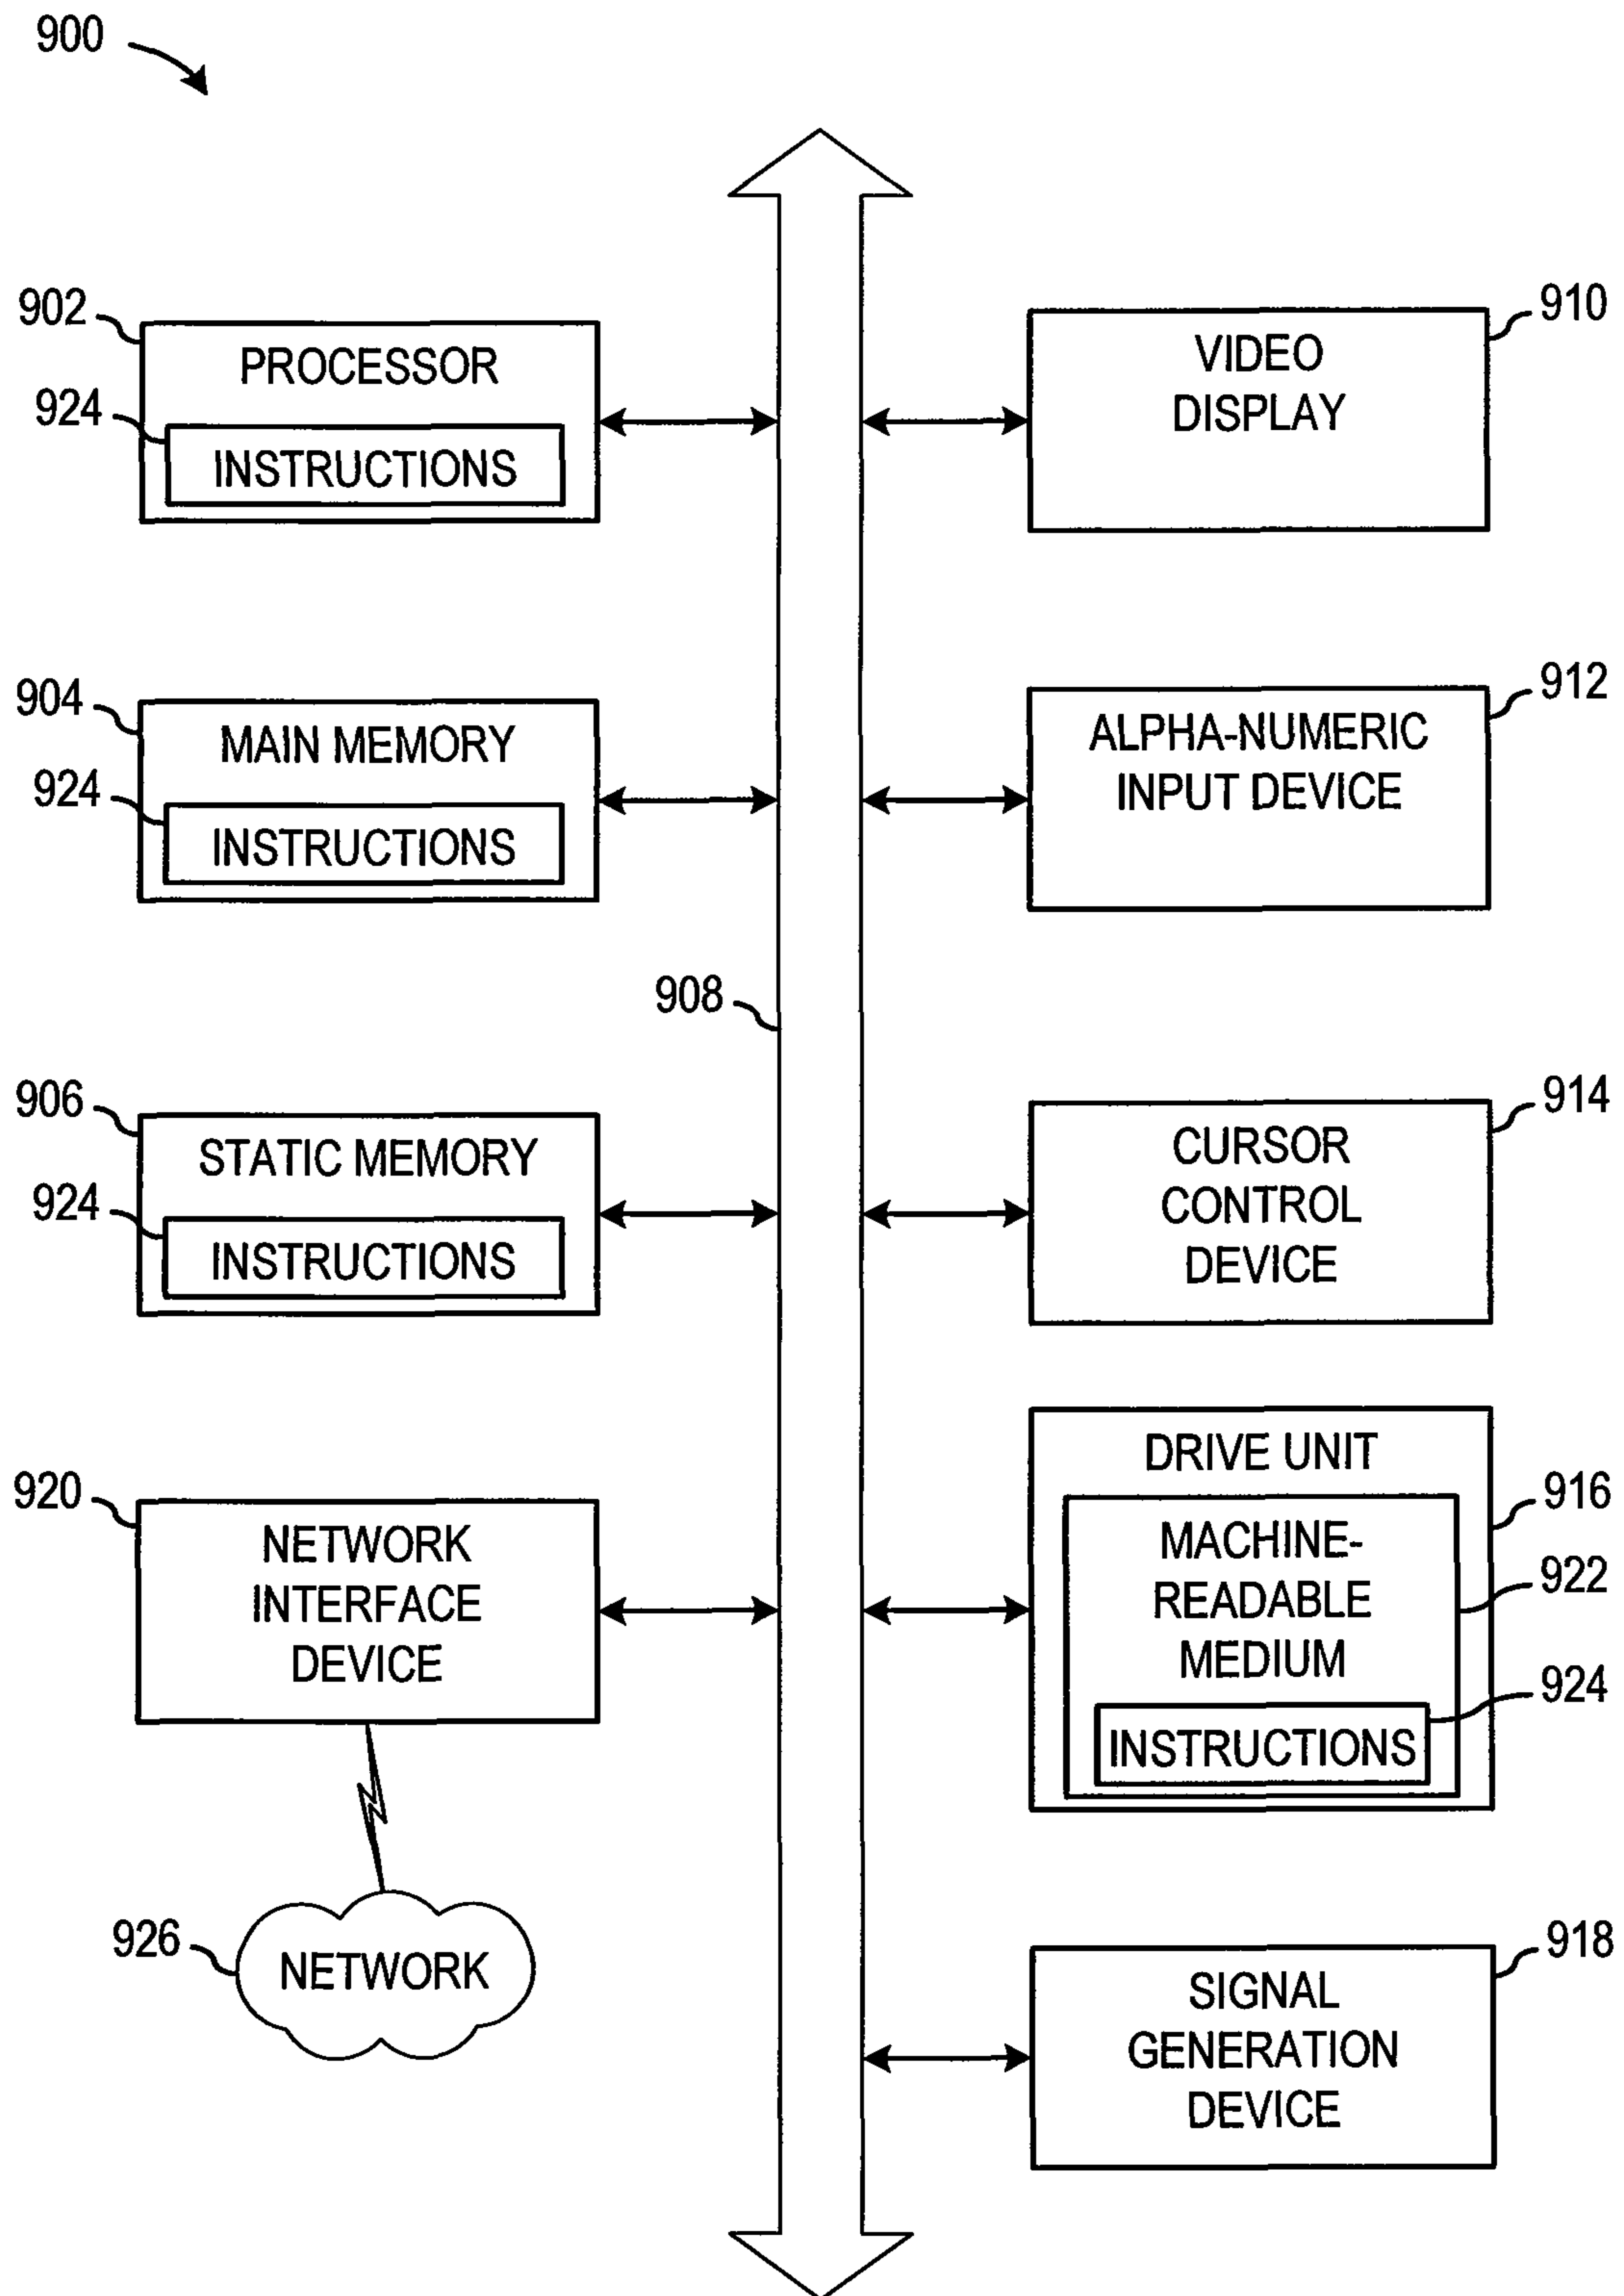 900
902
PROCESSOR
924
INSTRUCTIONS
904
MAIN MEMORY
924
INSTRUCTIONS
908
906
STATIC MEMORY
924
INSTRUCTIONS
920
NETWORK
INTERFACE
DEVICE
926
NETWORK
910
VIDEO
DISPLAY
912
ALPHA-NUMERIC
INPUT DEVICE
914
CURSOR
CONTROL
DEVICE
DRIVE UNIT
916
MACHINE-
READABLE
MEDIUM
922
924
INSTRUCTIONS
918
SIGNAL
GENERATION
DEVICE